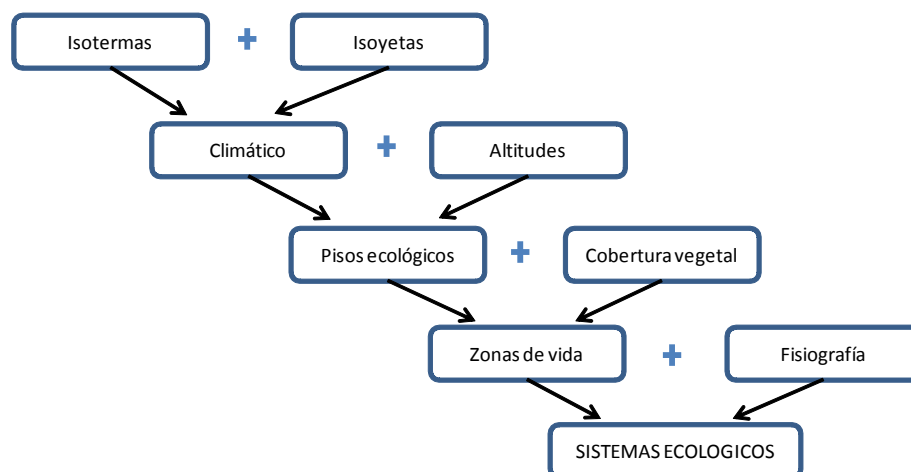 Isotermas + Isoyetas
Climático + Altitudes
Pisos ecológicos + Cobertura vegetal
Zonas de vida + Fisiografía
SISTEMAS ECOLOGICOS